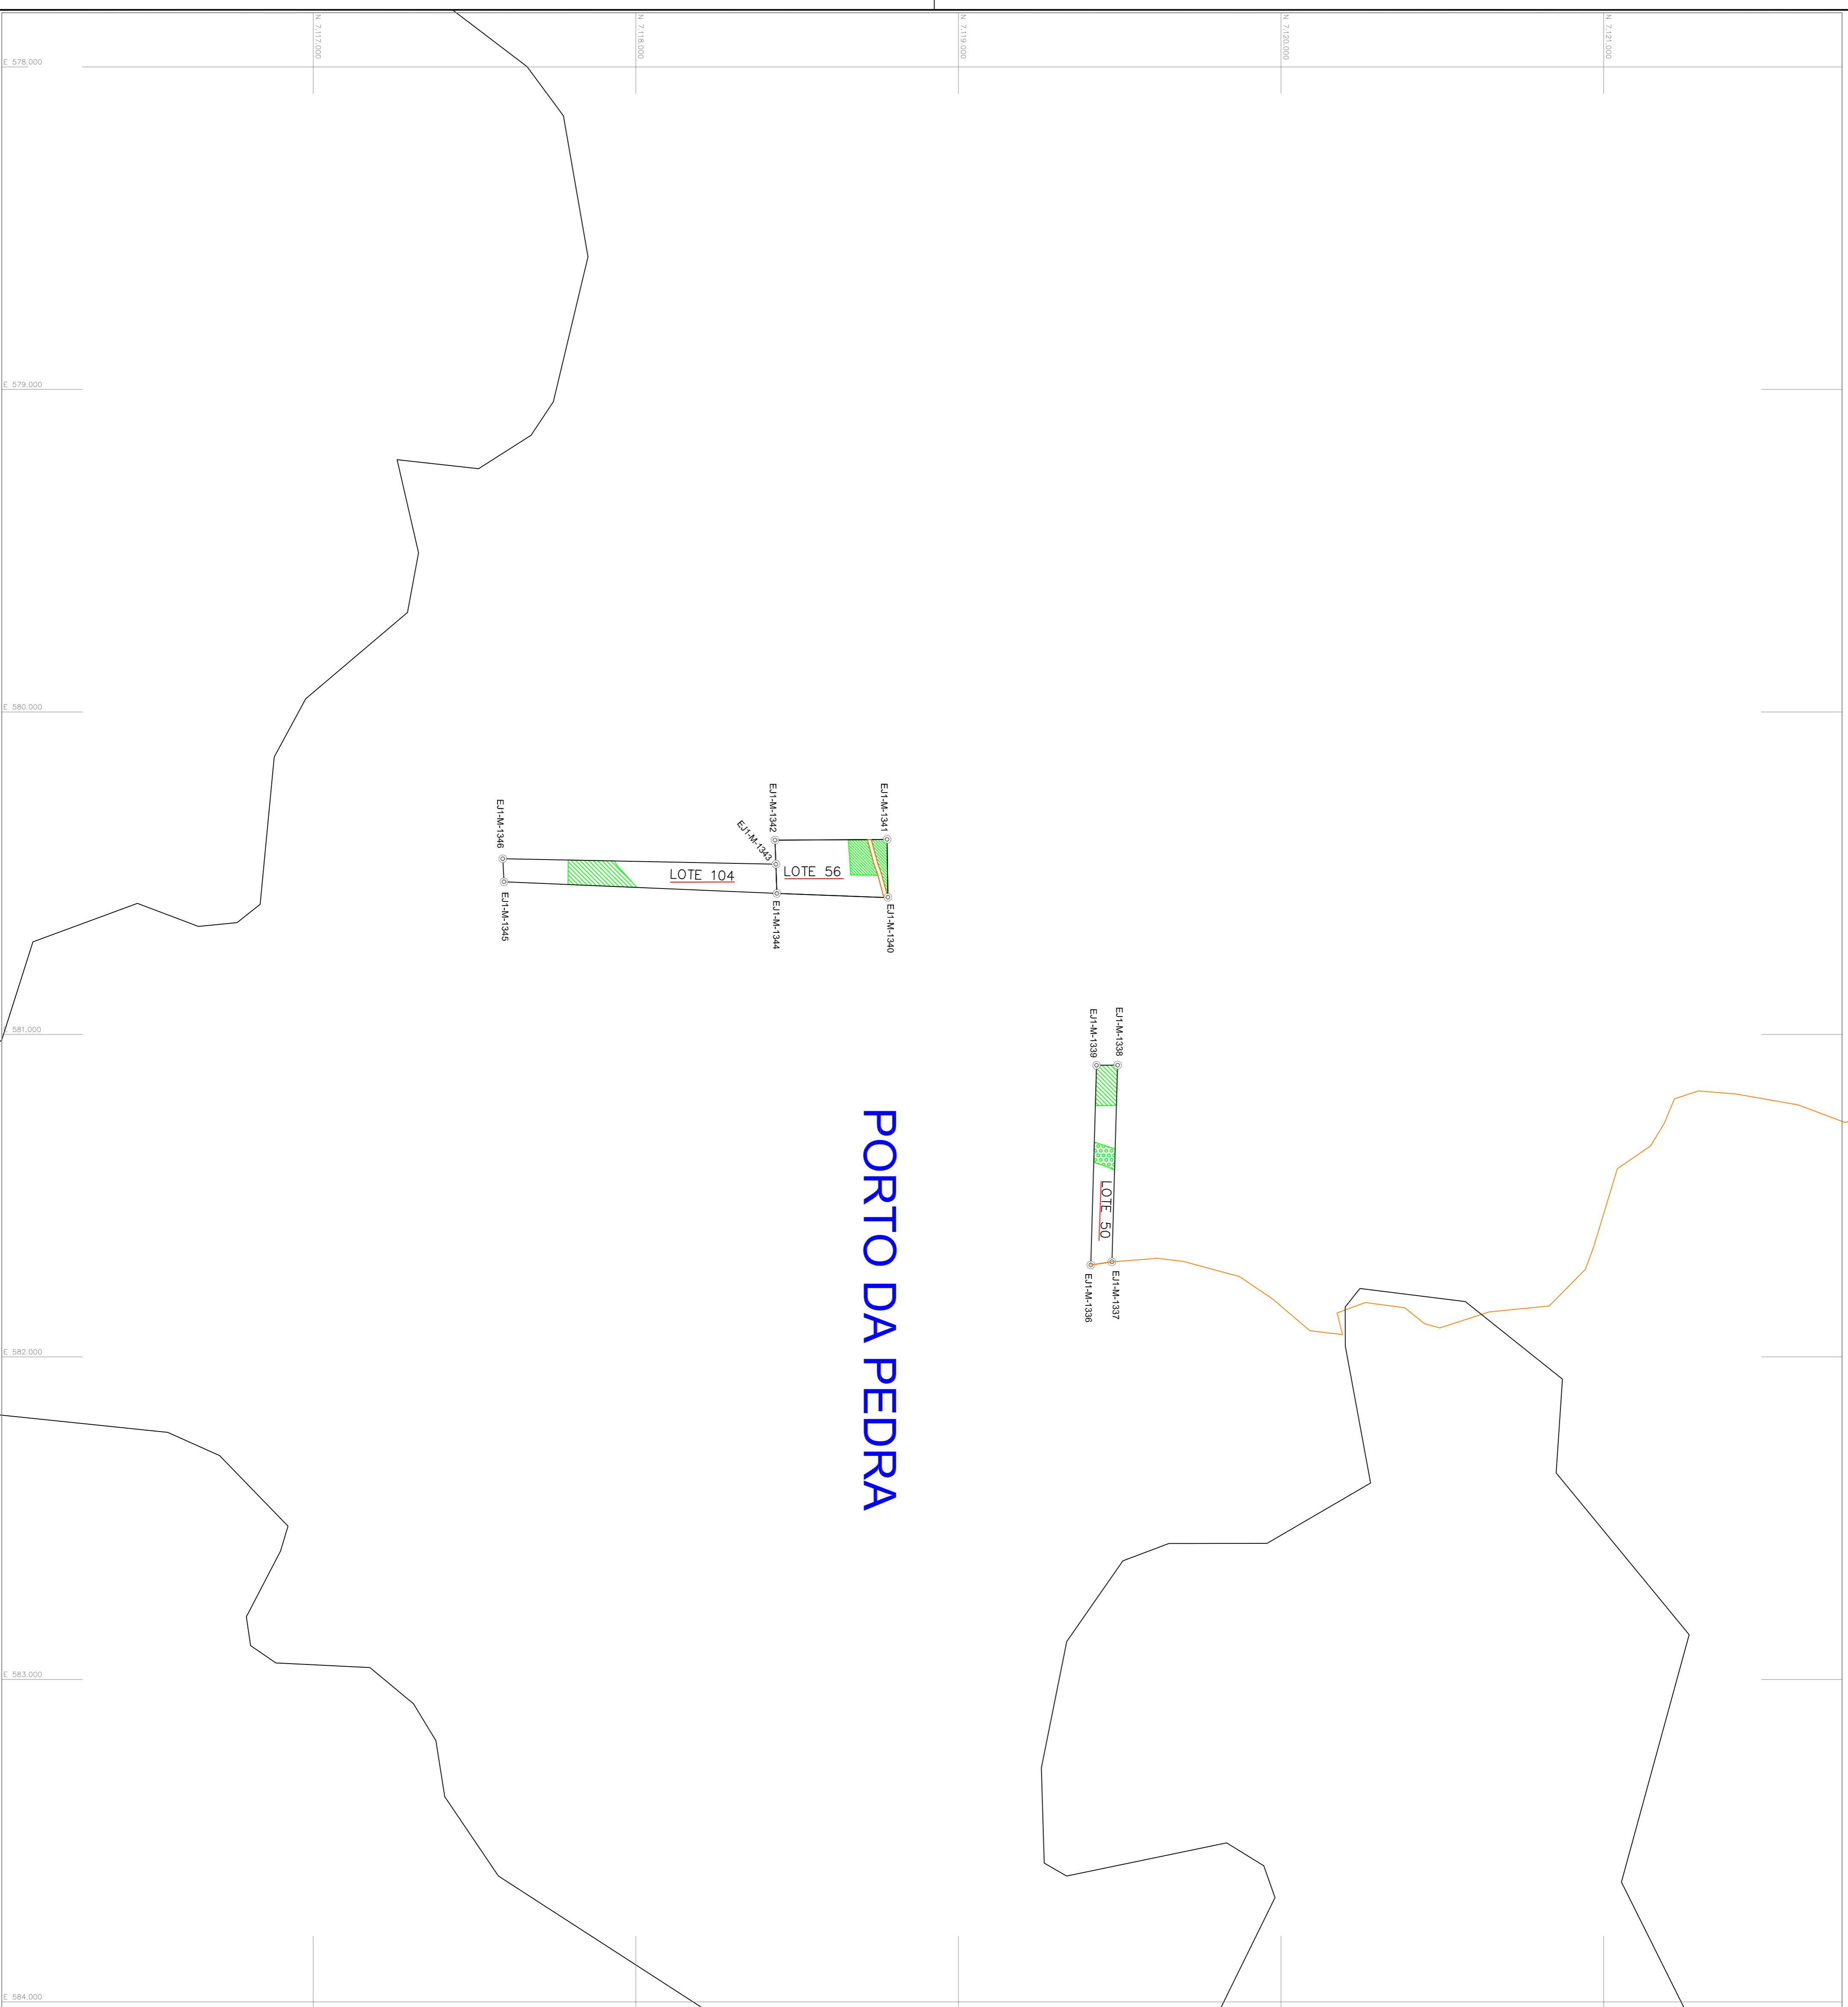 N 7.117.000
N 7.118.000
N 7.119.000
N 7.120.000
N 7.121.000
E 578.000
E 579.000
E 580.000
EJ1-M-1346
EJ1-M-1342
EJ1-M-1343
EJ1-M-1341
LOTE 104
LOTE 56
EJ1-M-1345
EJ1-M-1344
EJ1-M-1340
E 581.000
EJ1-M-1339
EJ1-M-1338
LOTE 50
EJ1-M-1336
EJ1-M-1337
PORTO DA PEDRA
E 582.000
E 583.000
E 584.000